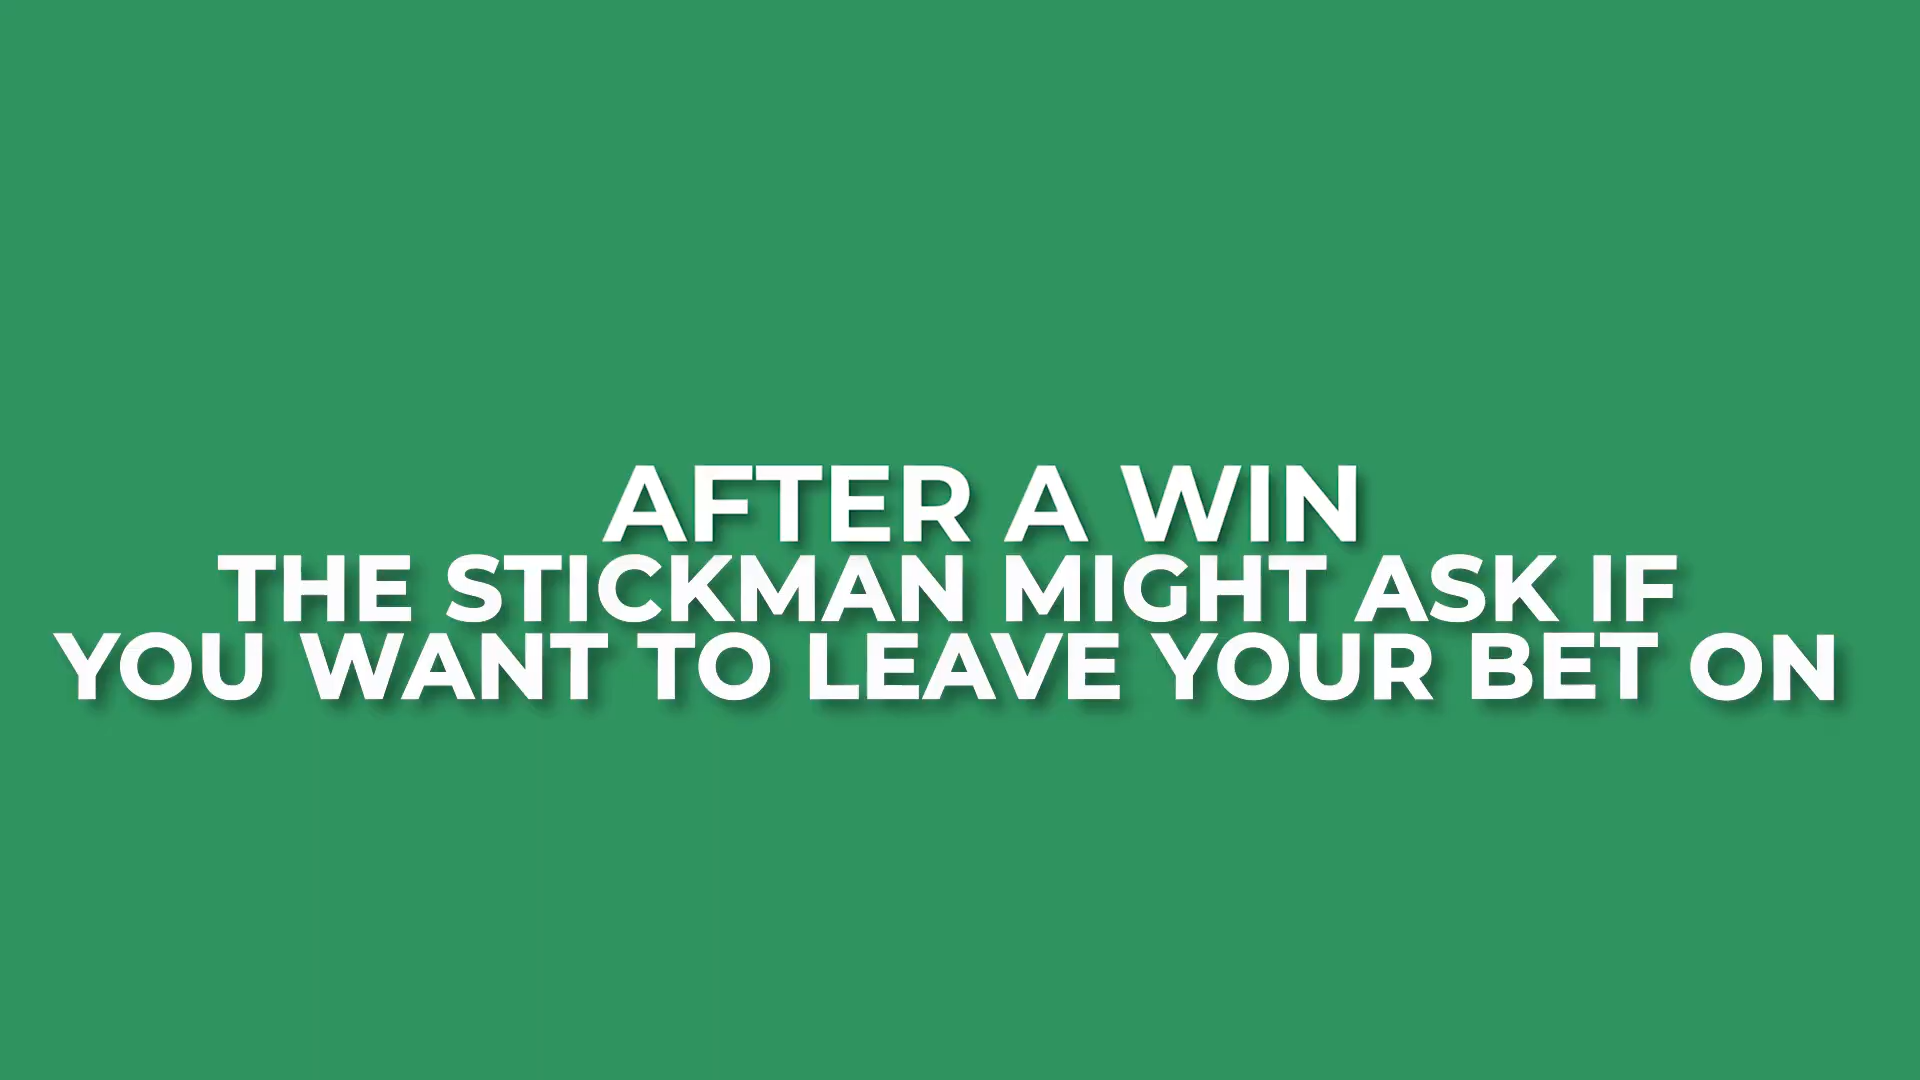 AFTER A WIN
THE STICKMAN MIGHT ASK IF
YOU WANT TO LEAVE YOUR BET ON